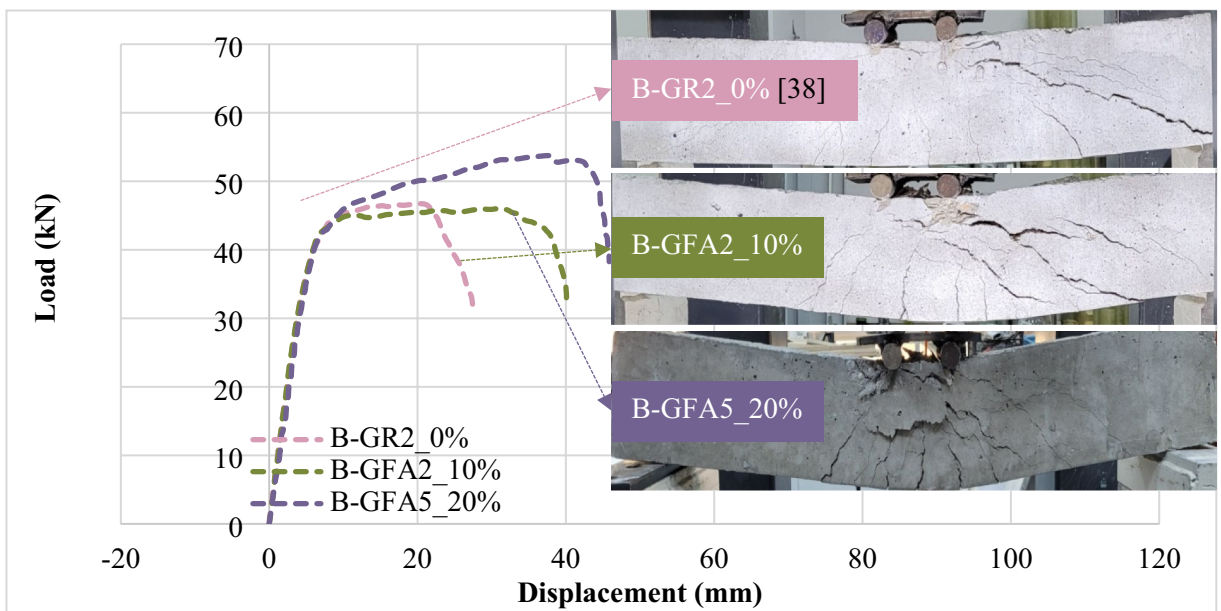 70
60
50
40
30
20
10
0
Load (kN)
B-GR2_0% [38]
B-GFA2_10%
B-GFA5_20%
B-GR2_0%
B-GFA2_10%
B-GFA5_20%
-20 0 20 40 60 80 100 120
Displacement (mm)